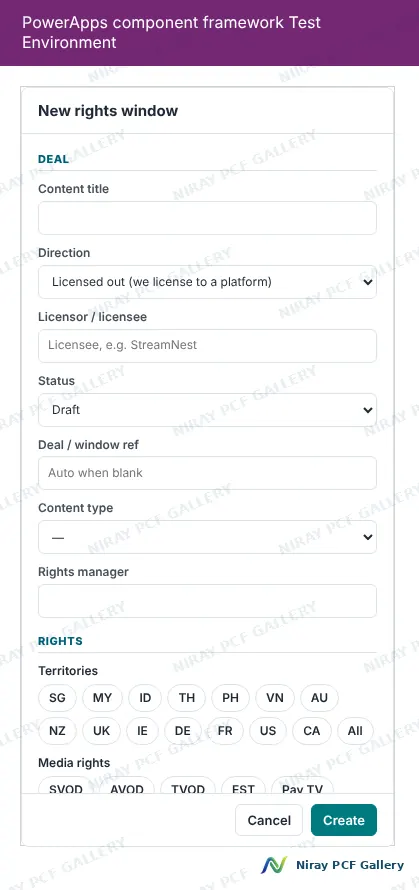 PowerApps component framework Test
Environment
New rights window
DEAL
Content title
Direction
Licensed out (we license to a platform)
Licensor / licensee
Licensee, e.g. StreamNest
Status
Draft
Deal / window ref
Auto when blank
Content type
—
Rights manager
RIGHTS
Territories
SG MY ID TH PH VN AU
NZ UK IE DE FR US CA All
Media rights
SVOD AVOD TVOD EST Pay TV
Cancel Create
Niray PCF Gallery